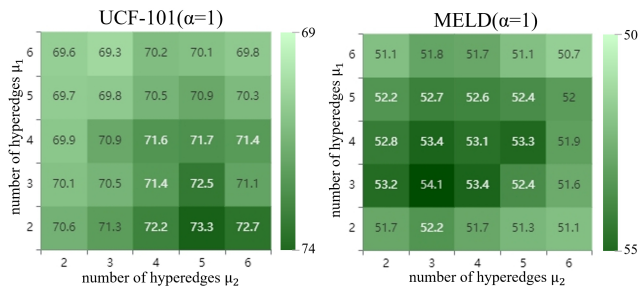 UCF-101(α=1)
69
number of hyperedges μ₁
6 69.6 69.3 70.2 70.1 69.8
5 69.7 69.8 70.5 70.9 70.3
4 69.9 70.9 71.6 71.7 71.4
3 70.1 70.5 71.4 72.5 71.1
2 70.6 71.3 72.2 73.3 72.7
2 3 4 5 6
number of hyperedges μ₂
74
MELD(α=1)
50
number of hyperedges μ₁
6 51.1 51.8 51.7 51.1 50.7
5 52.2 52.7 52.6 52.4 52
4 52.8 53.4 53.1 53.3 51.9
3 53.2 54.1 53.4 52.4 51.6
2 51.7 52.2 51.7 51.3 51.1
2 3 4 5 6
number of hyperedges μ₂
55